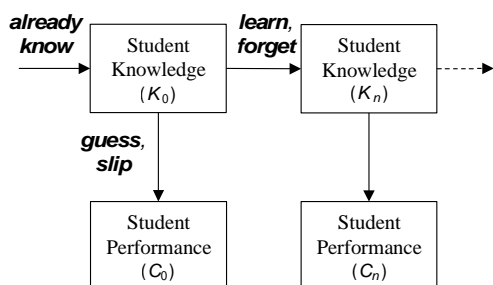 already
know
Student
Knowledge
(K0)
learn,
forget
Student
Knowledge
(Kn)
guess,
slip
Student
Performance
(C0)
Student
Performance
(Cn)